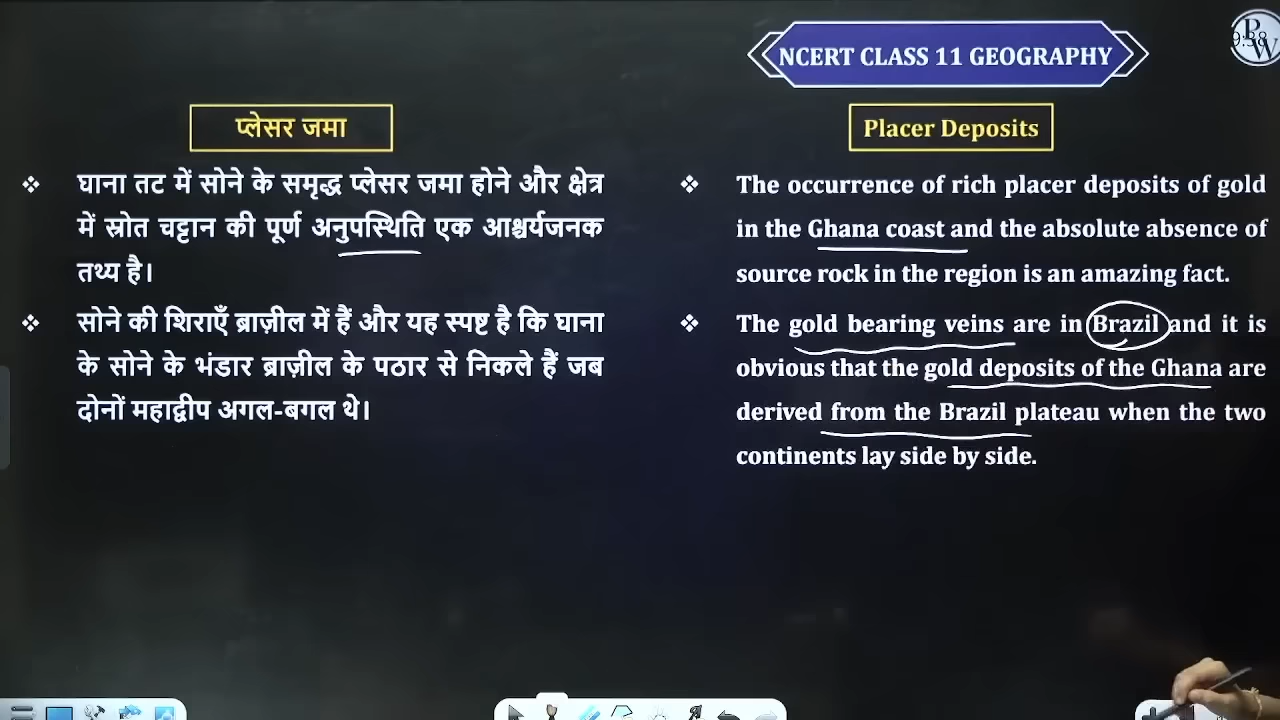 NCERT CLASS 11 GEOGRAPHY
PW
प्लेसर जमा
❖ घाना तट में सोने के समृद्ध प्लेसर जमा होने और क्षेत्र
में स्रोत चट्टान की पूर्ण अनुपस्थिति एक आश्चर्यजनक
तथ्य है।
❖ सोने की शिराएँ ब्राज़ील में हैं और यह स्पष्ट है कि घाना
के सोने के भंडार ब्राज़ील के पठार से निकले हैं जब
दोनों महाद्वीप अगल-बगल थे।
Placer Deposits
❖ The occurrence of rich placer deposits of gold
in the Ghana coast and the absolute absence of
source rock in the region is an amazing fact.
❖ The gold bearing veins are in Brazil and it is
obvious that the gold deposits of the Ghana are
derived from the Brazil plateau when the two
continents lay side by side.